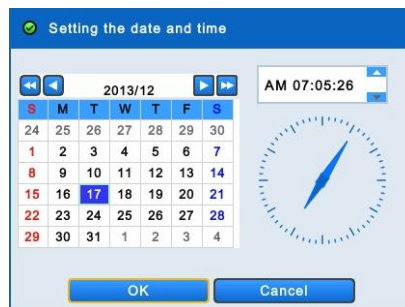 Setting the date and time
2013/12
AM 07:05:26
S M T W T F S
24 25 26 27 28 29 30
1 2 3 4 5 6 7
8 9 10 11 12 13 14
15 16 17 18 19 20 21
22 23 24 25 26 27 28
29 30 31 1 2 3 4
OK Cancel